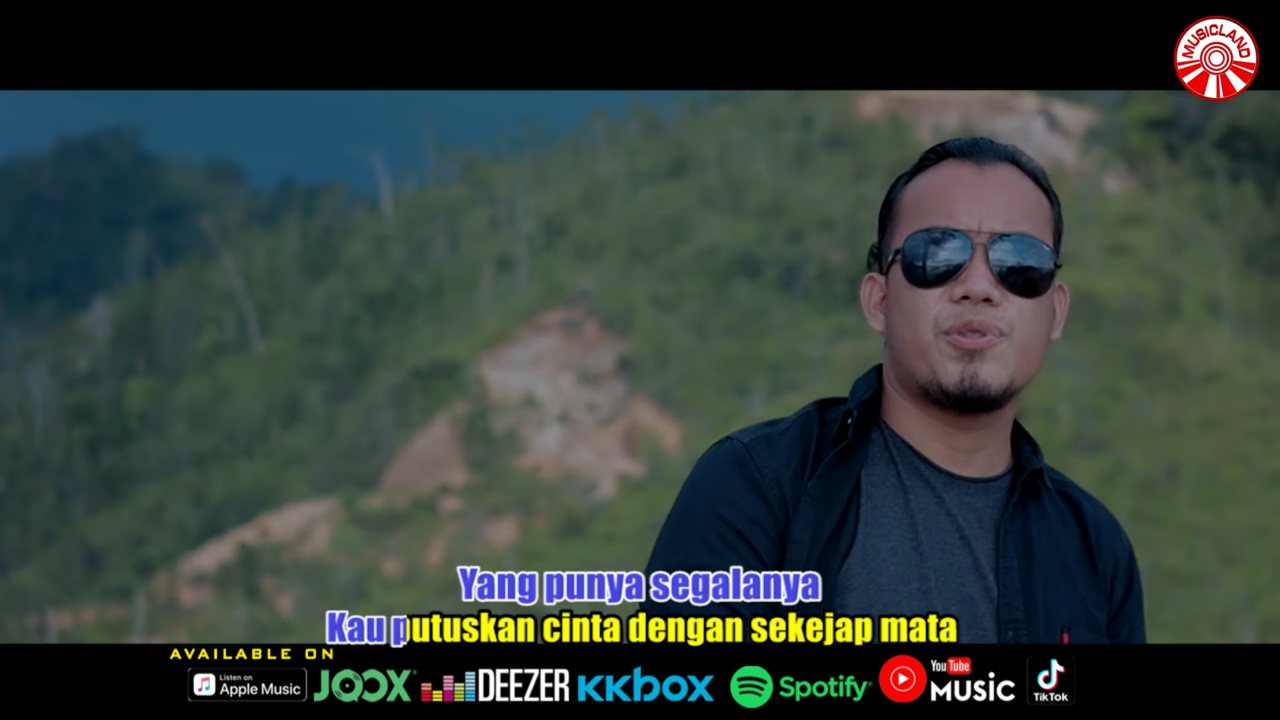 MUSICLAND
Yang punya segalanya
Kau putuskan cinta dengan sekejap mata
AVAILABLE ON
Listen on
Apple Music
JOOX
DEEZER
KKBOX
Spotify
YouTube
MUSIC
TikTok